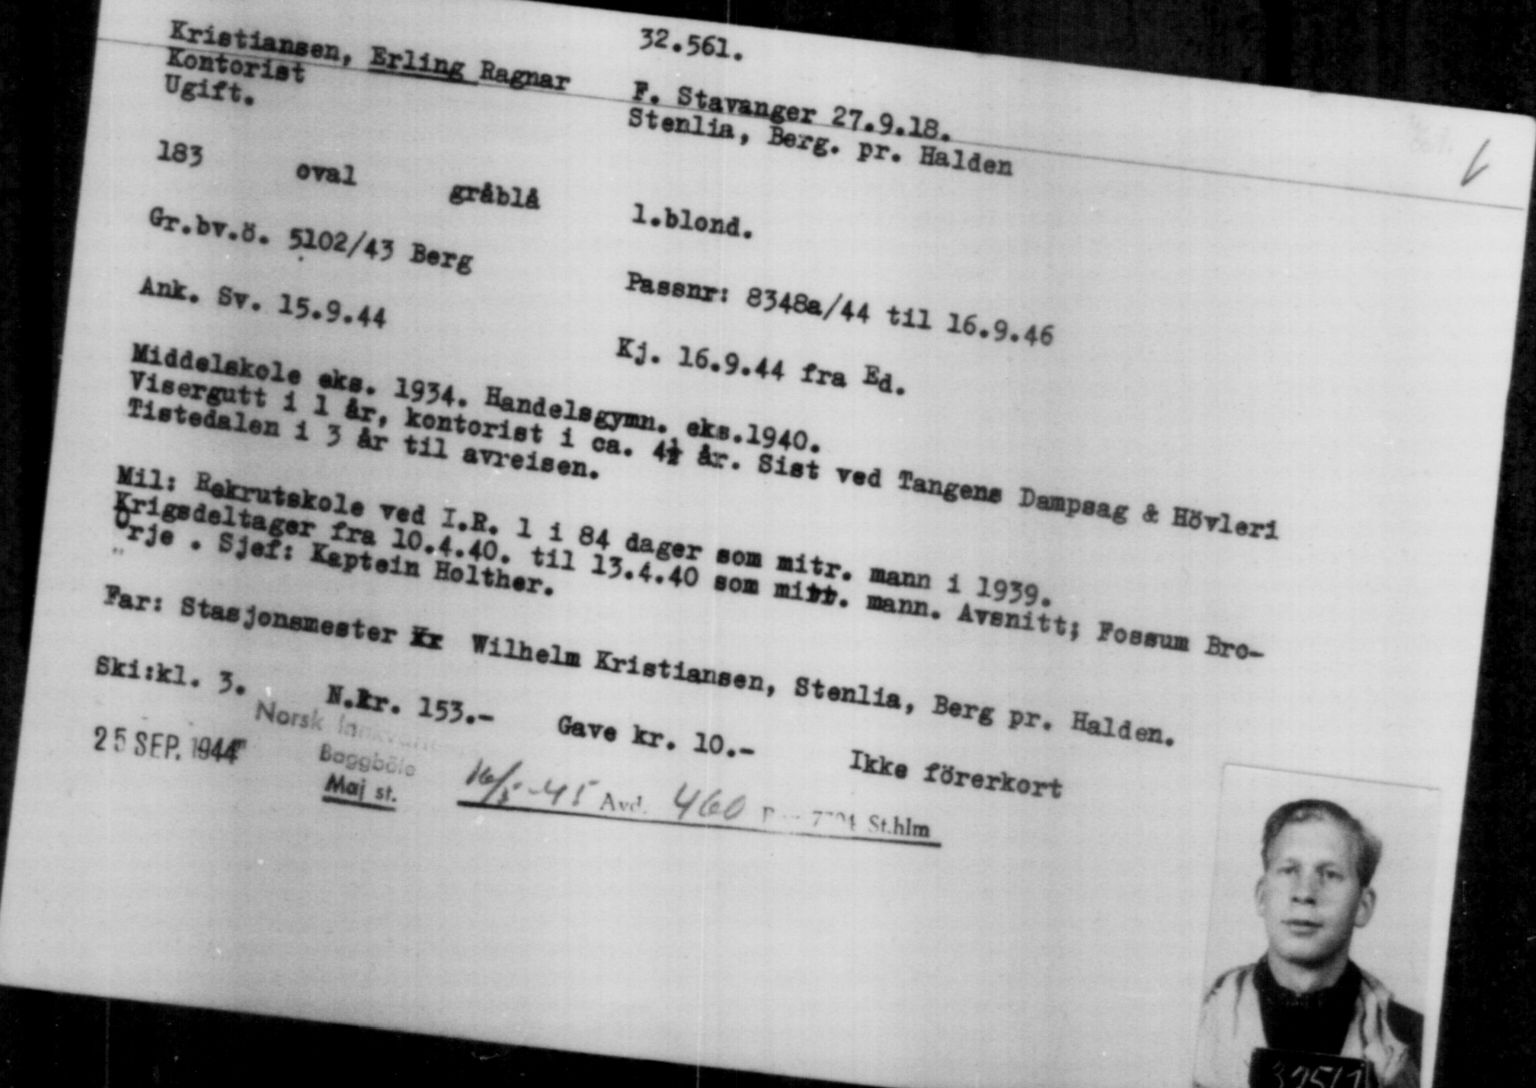 32.561.
Kristiansen, Erling Ragnar F. Stavanger 27.9.18.
Kontorist Stenlia, Berg. pr. Halden
Ugift.
183 oval gråblå l.blond.
Gr.bv.ö. 5102/43 Berg Passnr: 8348a/44 til 16.9.46
Ank. Sv. 15.9.44 Kj. 16.9.44 fra Ed.
Middelskole eks. 1934. Handelsgymn. eks.1940.
Visergutt i 1 år, kontorist i ca. 4½ år. Sist ved Tangens Dampsag & Hövleri
Tistedalen i 3 år til avreisen.
Mil: Rekrutskole ved I.R. 1 i 84 dager som mitr. mann i 1939.
Krigsdeltager fra 10.4.40. til 13.4.40 som mitr. mann. Avsnitt; Fossum Bro-
Örje . Sjef: Kaptein Holther.
Far: Stasjonsmester Kr Wilhelm Kristiansen, Stenlia, Berg pr. Halden.
Ski:kl. 3. N.kr. 153.- Gave kr. 10.- Ikke förerkort
25 SEP. 1944
Norsk
Baggböle
Maj st.
16/5-45 Avd. 460 St.hlm